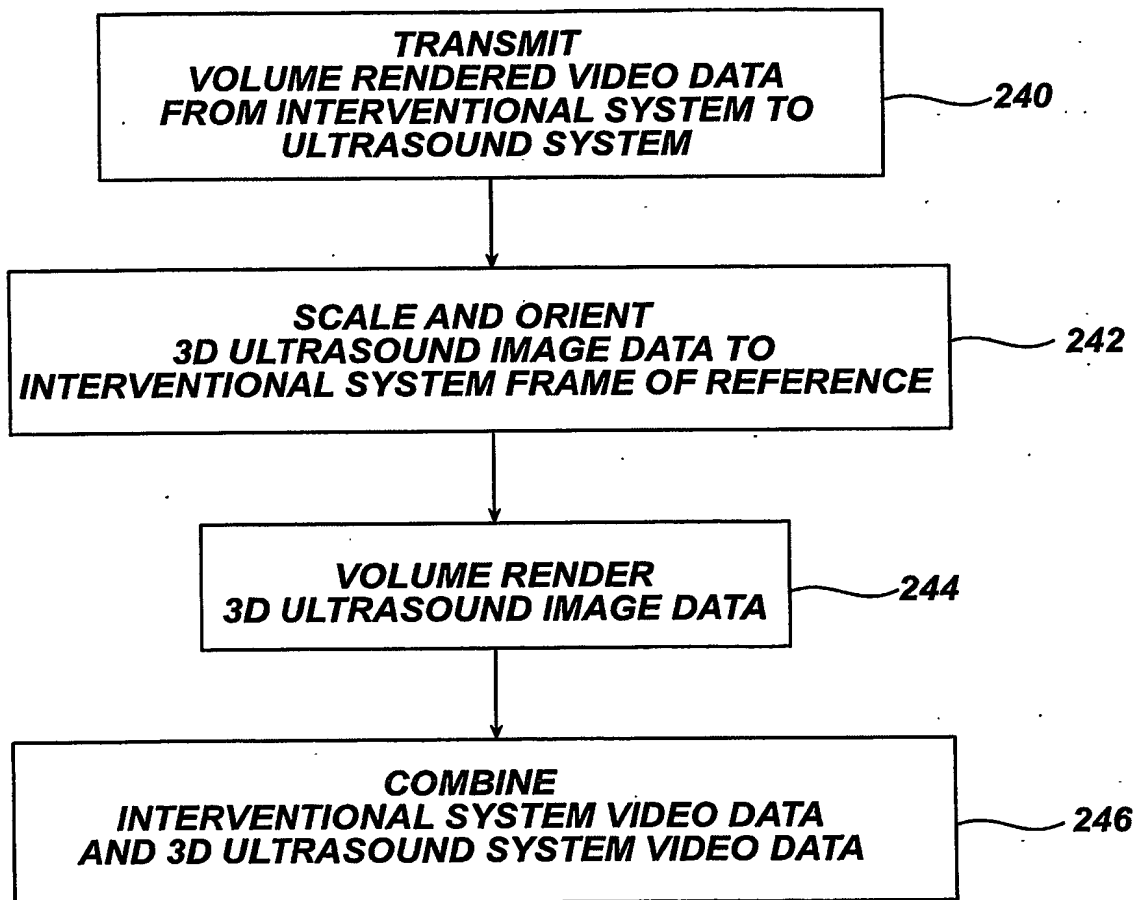 TRANSMIT
VOLUME RENDERED VIDEO DATA
FROM INTERVENTIONAL SYSTEM TO
ULTRASOUND SYSTEM
240
SCALE AND ORIENT
3D ULTRASOUND IMAGE DATA TO
INTERVENTIONAL SYSTEM FRAME OF REFERENCE
242
VOLUME RENDER
3D ULTRASOUND IMAGE DATA
244
COMBINE
INTERVENTIONAL SYSTEM VIDEO DATA
AND 3D ULTRASOUND SYSTEM VIDEO DATA
246